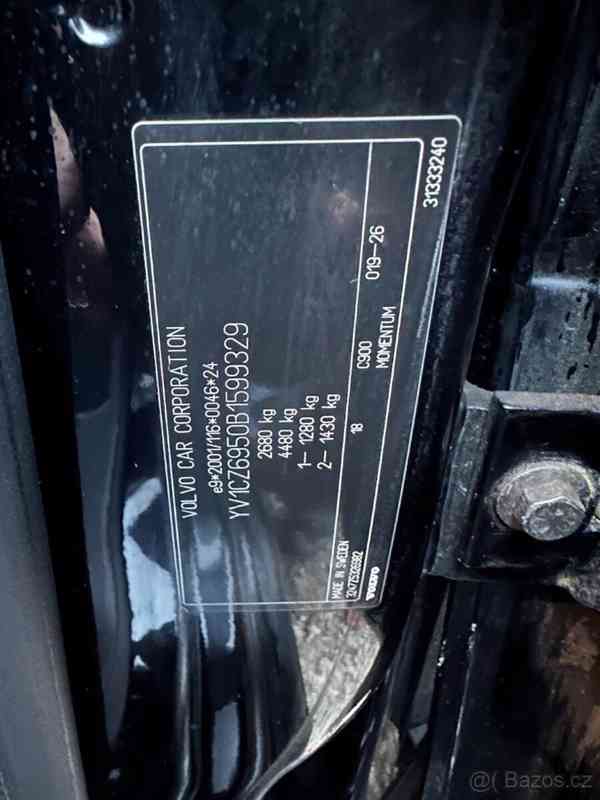 VOLVO CAR CORPORATION
e9*2001/116*0046*24
YV1CZ6950B1599329
2680 kg
4480 kg
1– 1280 kg
2– 1430 kg
18
C900 019–26
MOMENTUM
MADE IN SWEDEN
VOLVO
31333240
@( Bazos.cz